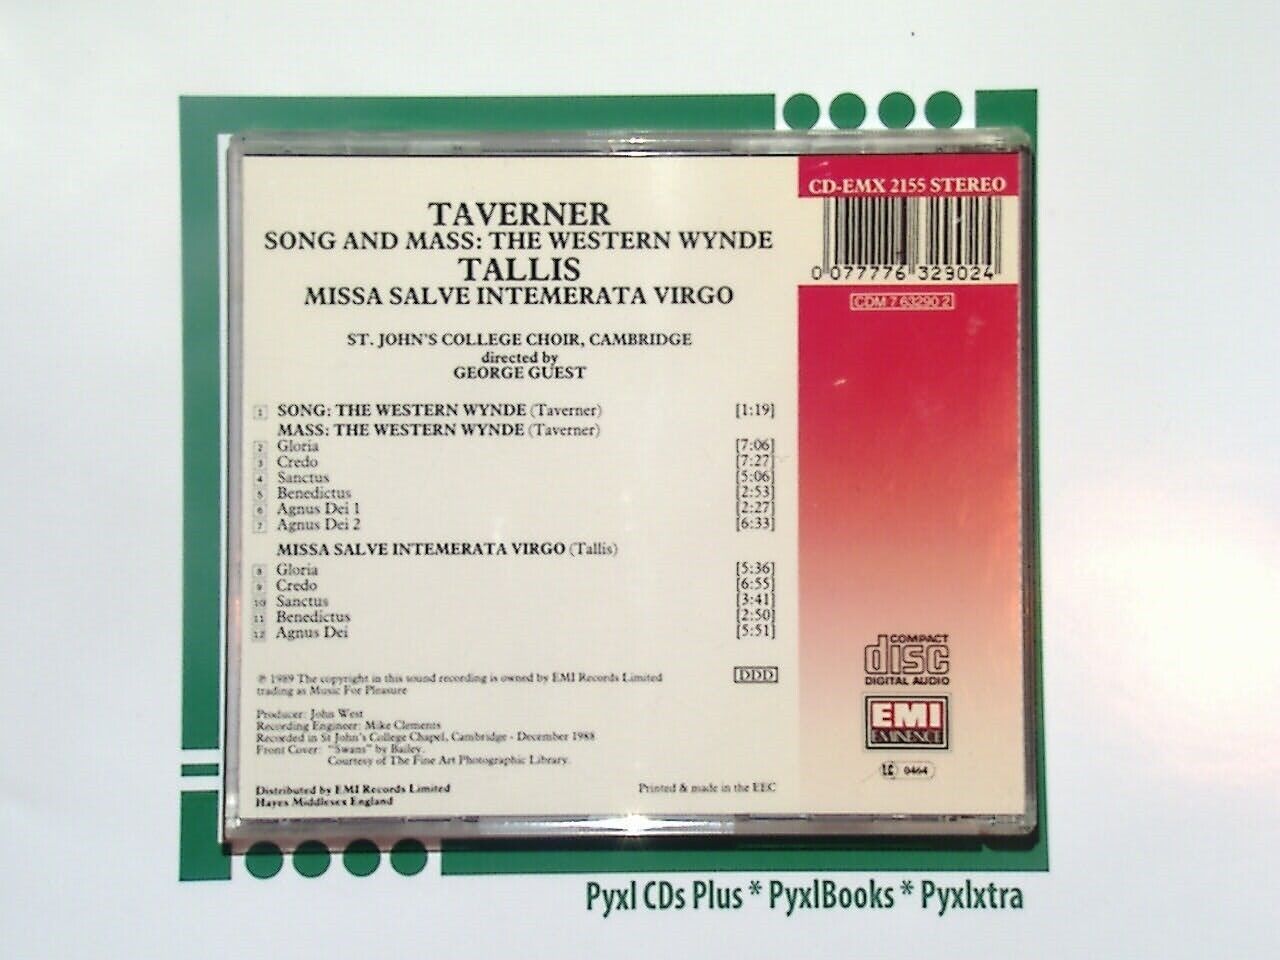 TAVERNER
SONG AND MASS: THE WESTERN WYNDE
TALLIS
MISSA SALVE INTEMERATA VIRGO
ST. JOHN'S COLLEGE CHOIR, CAMBRIDGE
directed by
GEORGE GUEST
1 SONG: THE WESTERN WYNDE (Taverner) [1:19]
MASS: THE WESTERN WYNDE (Taverner)
2 Gloria [7:06]
3 Credo [7:27]
4 Sanctus [5:06]
5 Benedictus [2:53]
6 Agnus Dei 1 [2:27]
7 Agnus Dei 2 [6:33]
MISSA SALVE INTEMERATA VIRGO (Tallis)
8 Gloria [5:36]
9 Credo [6:55]
10 Sanctus [3:41]
11 Benedictus [2:50]
12 Agnus Dei [5:51]
℗ 1989 The copyright in this sound recording is owned by EMI Records Limited
trading as Music For Pleasure
DDD
Producer: John West
Recording Engineer: Mike Clements
Recorded in St John's College Chapel, Cambridge - December 1988
Front Cover: "Swans" by Bailey.
Courtesy of The Fine Art Photographic Library.
Distributed by EMI Records Limited
Hayes Middlesex England
Printed & made in the EEC
CD-EMX 2155 STEREO
0 077776 329024
CDM 7 63290 2
COMPACT
disc
DIGITAL AUDIO
EMI
EMINENCE
LC 0464
Pyxl CDs Plus * PyxlBooks * Pyxlxtra